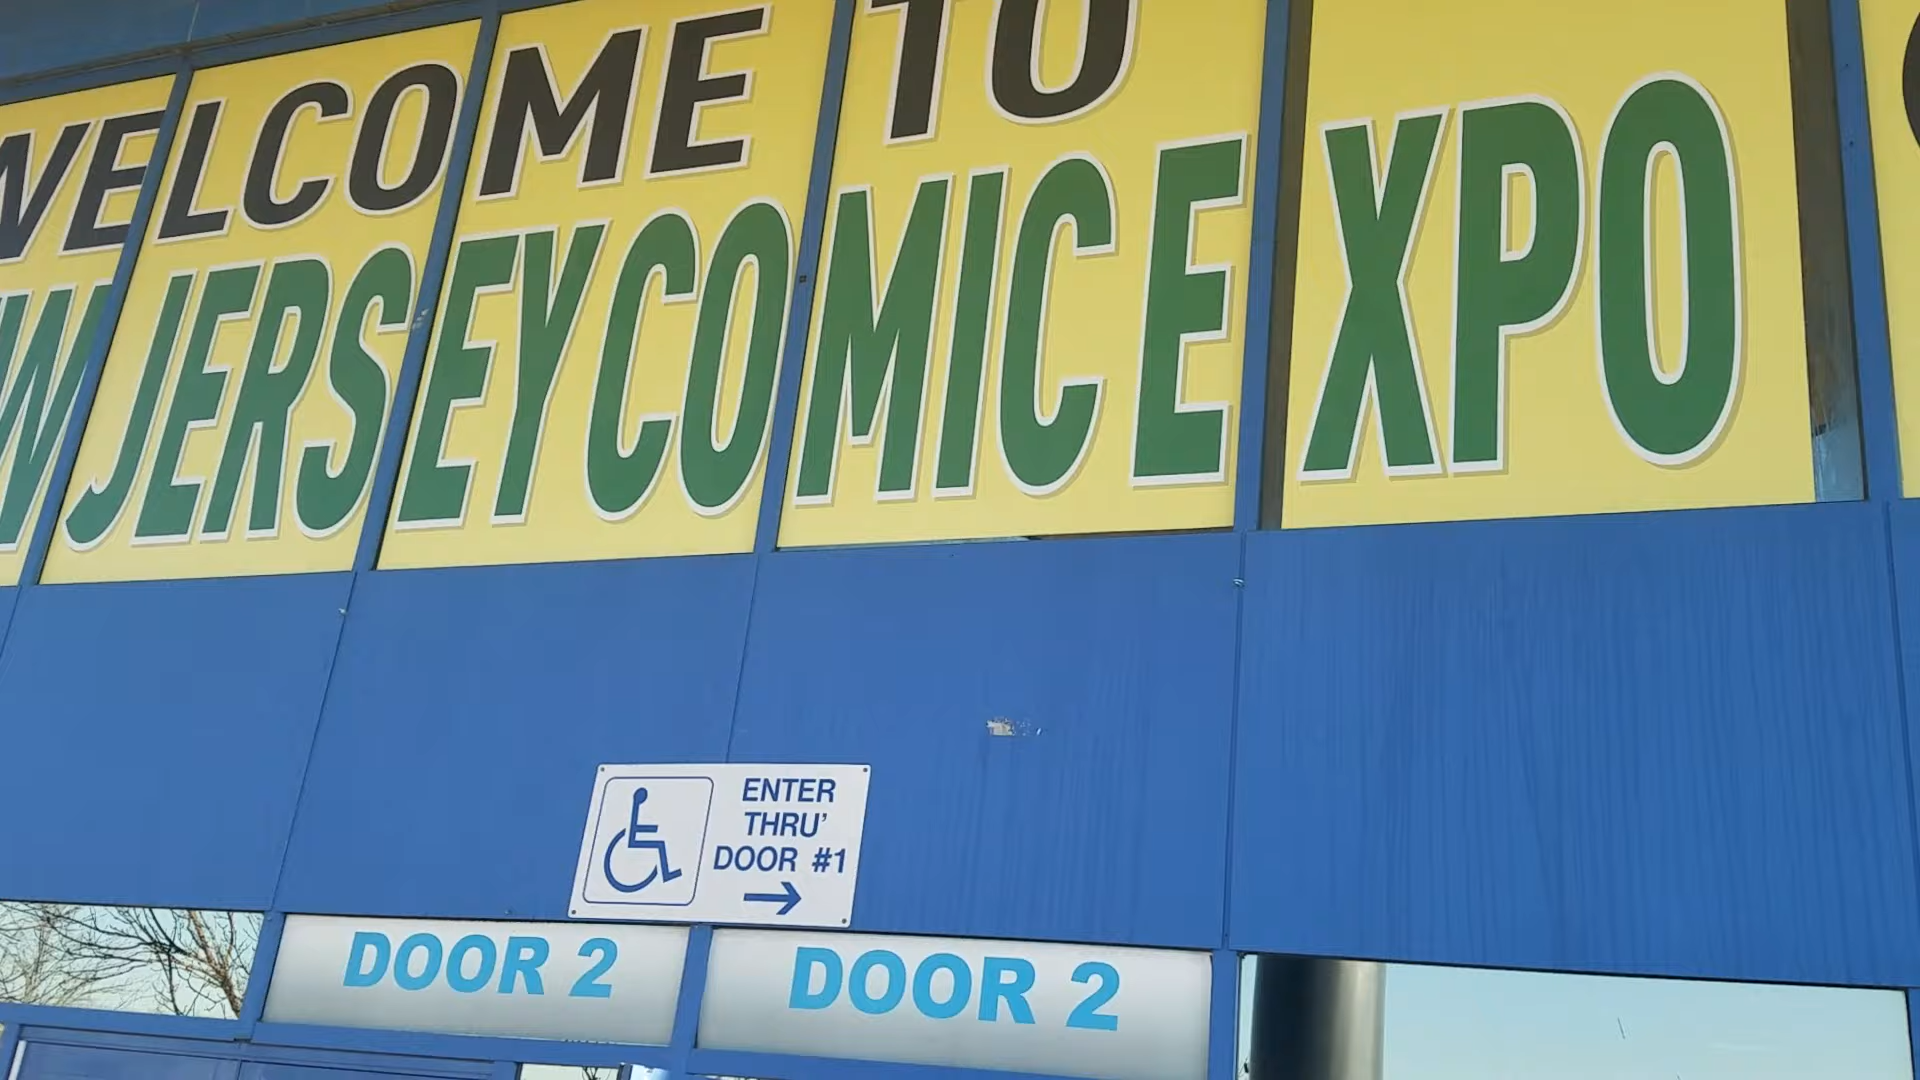 WELCOME TO
JERSEY COMIC EXPO
ENTER
THRU'
DOOR #1
DOOR 2
DOOR 2